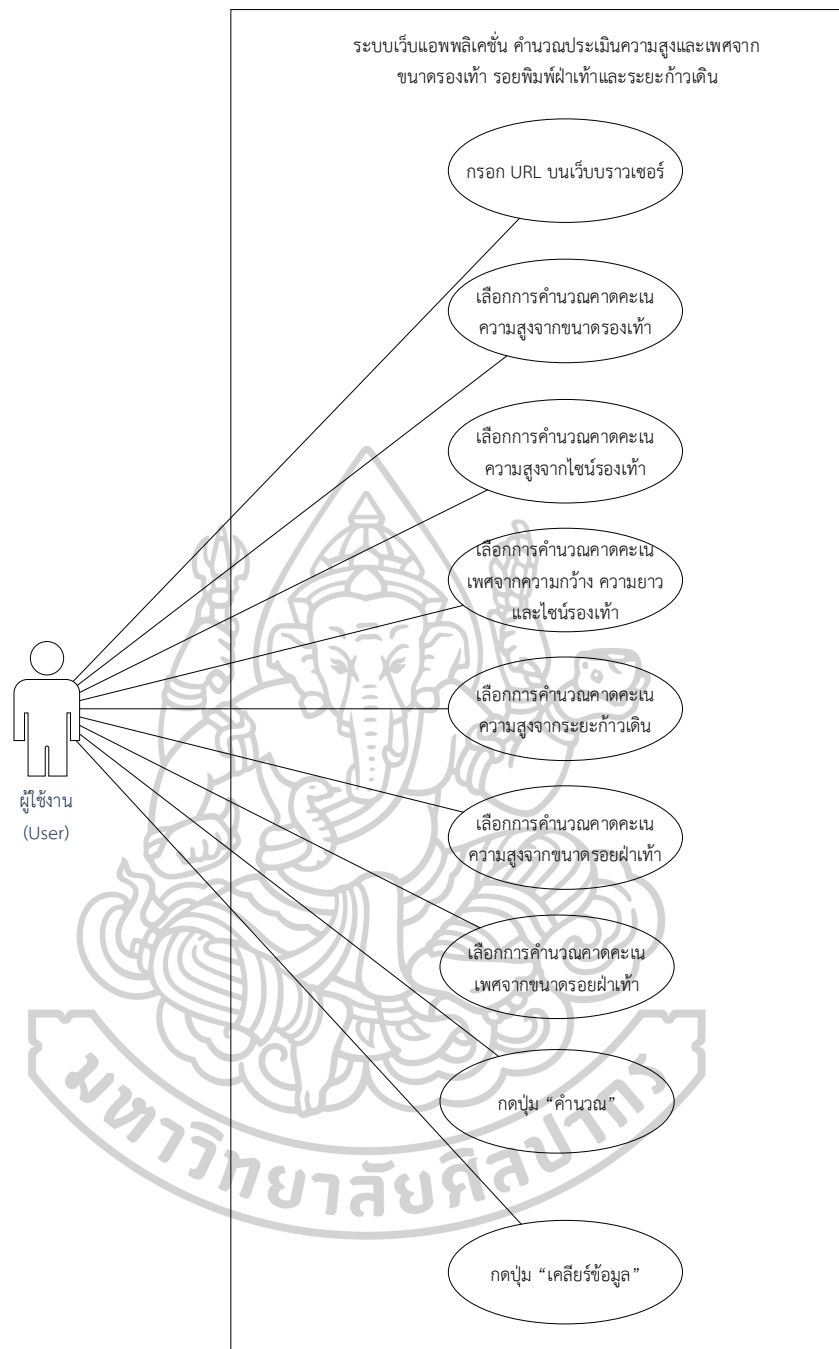 ระบบเว็บแอพพลิเคชั่น คำนวณประเมินความสูงและเพศจาก
ขนาดรองเท้า รอยพิมพ์ฝ่าเท้าและระยะก้าวเดิน
กรอก URL บนเว็บบราวเซอร์
เลือกการคำนวณคาดคะเน
ความสูงจากขนาดรองเท้า
เลือกการคำนวณคาดคะเน
ความสูงจากไซน์รองเท้า
เลือกการคำนวณคาดคะเน
เพศจากความกว้าง ความยาว
และไซน์รองเท้า
เลือกการคำนวณคาดคะเน
ความสูงจากระยะก้าวเดิน
ผู้ใช้งาน
(User)
เลือกการคำนวณคาดคะเน
ความสูงจากขนาดรอยฝ่าเท้า
เลือกการคำนวณคาดคะเน
เพศจากขนาดรอยฝ่าเท้า
กดปุ่ม “คำนวณ”
กดปุ่ม “เคลียร์ข้อมูล”
มหาวิทยาลัยศิลปากร